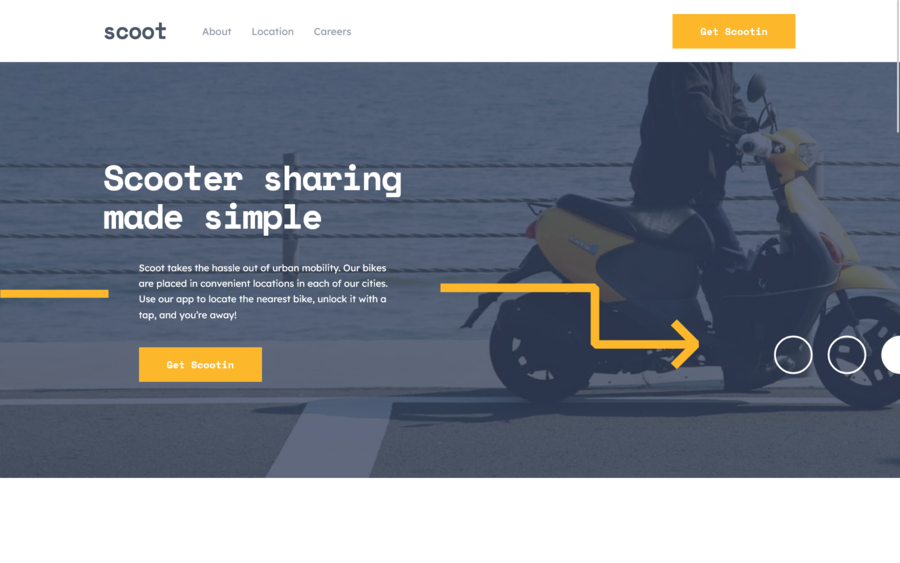 scoot
About
Location
Careers
Get Scootin
Scooter sharing
made simple
Scoot takes the hassle out of urban mobility. Our bikes
are placed in convenient locations in each of our cities.
Use our app to locate the nearest bike, unlock it with a
tap, and you’re away!
Get Scootin